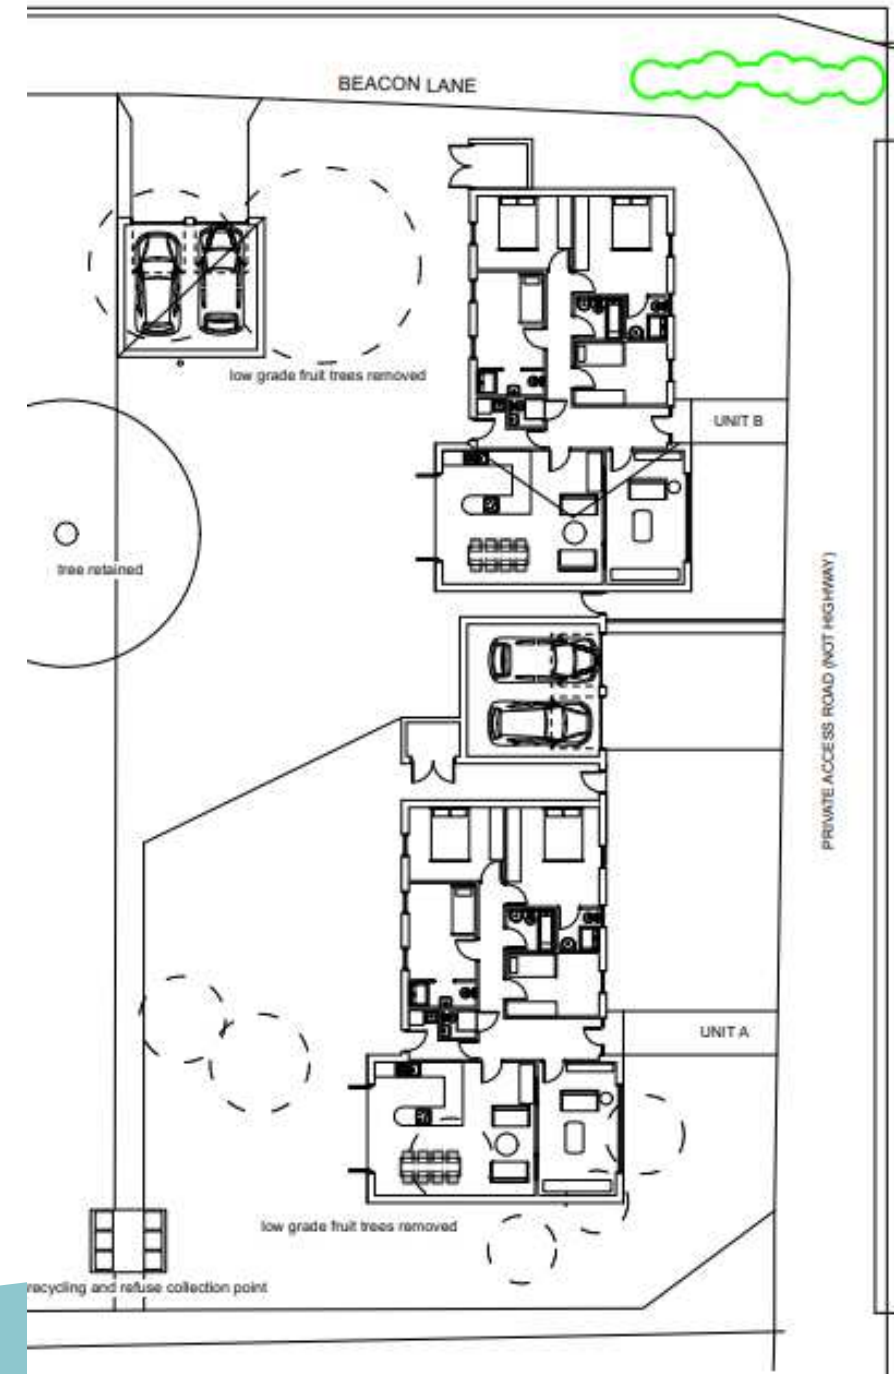 BEACON LANE
low grade fruit trees removed
UNIT B
tree retained
PRIVATE ACCESS ROAD (NOT HIGHWAY)
UNIT A
low grade fruit trees removed
recycling and refuse collection point